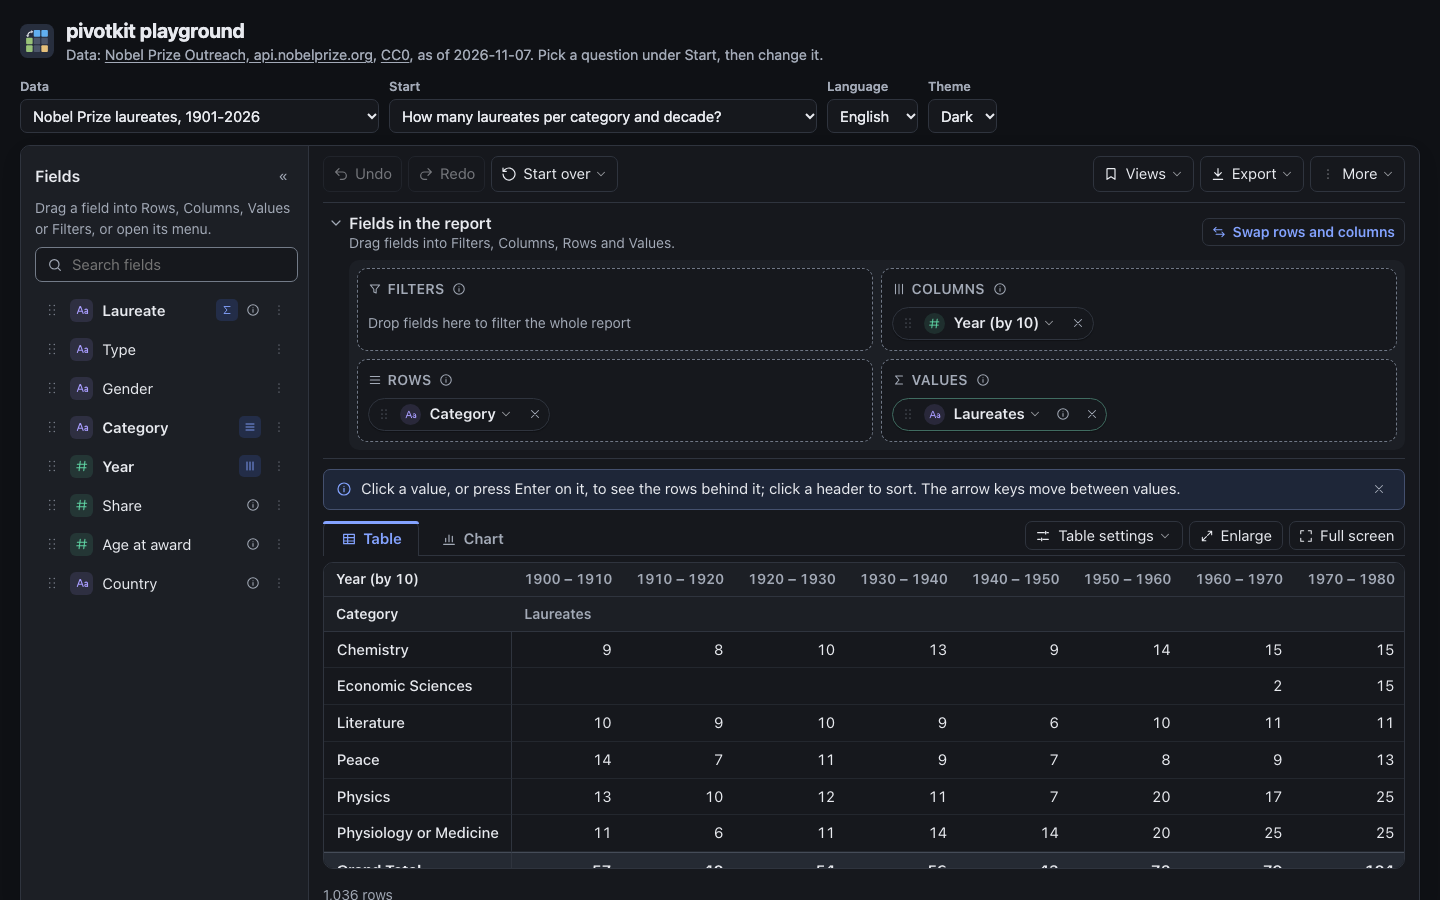 pivotkit playground
Data: Nobel Prize Outreach, api.nobelprize.org, CC0, as of 2026-11-07. Pick a question under Start, then change it.
Data
Start
Language
Theme
Nobel Prize laureates, 1901-2026
How many laureates per category and decade?
English
Dark
Fields
«
Drag a field into Rows, Columns, Values
or Filters, or open its menu.
Search fields
Aa Laureate Σ
Aa Type
Aa Gender
Aa Category
# Year
# Share
# Age at award
Aa Country
Undo
Redo
Start over
Views
Export
More
Fields in the report
Drag fields into Filters, Columns, Rows and Values.
Swap rows and columns
FILTERS
Drop fields here to filter the whole report
COLUMNS
# Year (by 10)
ROWS
Aa Category
Σ VALUES
Aa Laureates
Click a value, or press Enter on it, to see the rows behind it; click a header to sort. The arrow keys move between values.
Table
Chart
Table settings
Enlarge
Full screen
Year (by 10) 1900 – 1910 1910 – 1920 1920 – 1930 1930 – 1940 1940 – 1950 1950 – 1960 1960 – 1970 1970 – 1980
Category Laureates
Chemistry 9 8 10 13 9 14 15 15
Economic Sciences 2 15
Literature 10 9 10 9 6 10 11 11
Peace 14 7 11 9 7 8 9 13
Physics 13 10 12 11 7 20 17 25
Physiology or Medicine 11 6 11 14 14 20 25 25
Grand Total
1,036 rows